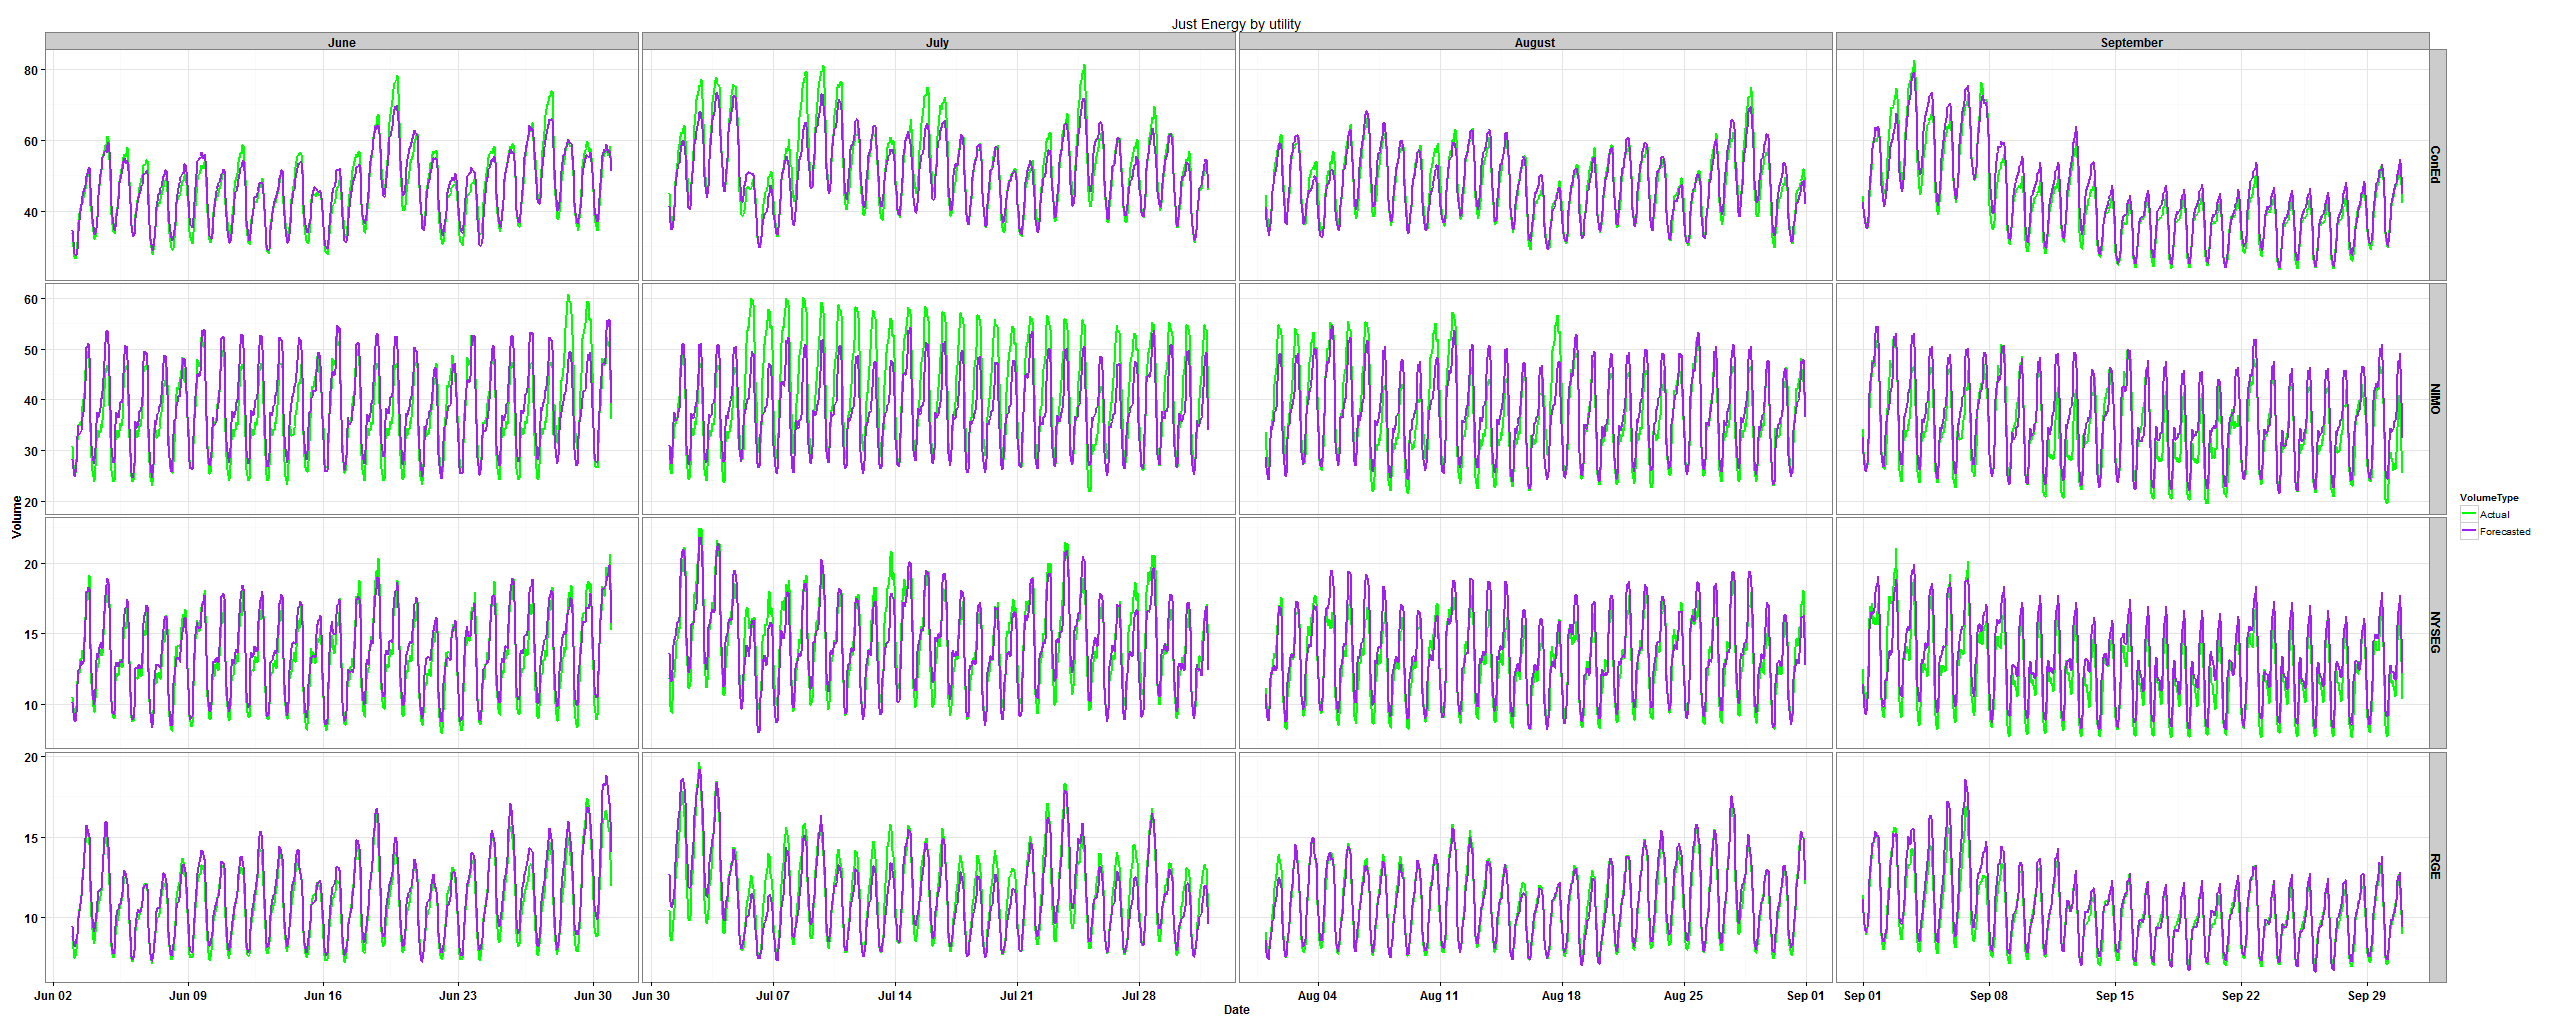 Just Energy by utility
June July August September
80
60
40
ConEd
60
50
40
30
20
NIMO
Volume
VolumeType
Actual
Forecasted
20
15
10
NYSEG
20
15
10
RGE
Jun 02 Jun 09 Jun 16 Jun 23 Jun 30 Jun 30 Jul 07 Jul 14 Jul 21 Jul 28 Aug 04 Aug 11 Aug 18 Aug 25 Sep 01 Sep 01 Sep 08 Sep 15 Sep 22 Sep 29
Date